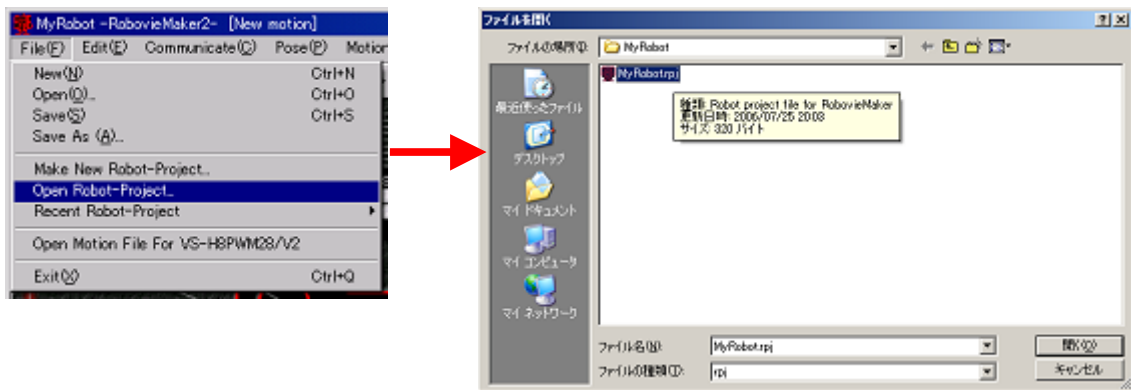 MyRobot -RobovieMaker2- [New motion]
File(F) Edit(E) Communicate(C) Pose(P) Motion
New(N) Ctrl+N
Open(O)... Ctrl+O
Save(S) Ctrl+S
Save As (A)...
Make New Robot-Project...
Open Robot-Project...
Recent Robot-Project
Open Motion File For VS-H8PWM28/V2
Exit(X) Ctrl+Q
ファイルを開く
ファイルの場所(I): MyRobot
MyRobot.rpj
種類: Robot project file for RobovieMaker
更新日時: 2006/07/25 20:03
サイズ: 320 バイト
最近使ったファイル
デスクトップ
マイ ドキュメント
マイ コンピュータ
マイ ネットワーク
ファイル名(N): MyRobot.rpj 開く(O)
ファイルの種類(T): rpj キャンセル